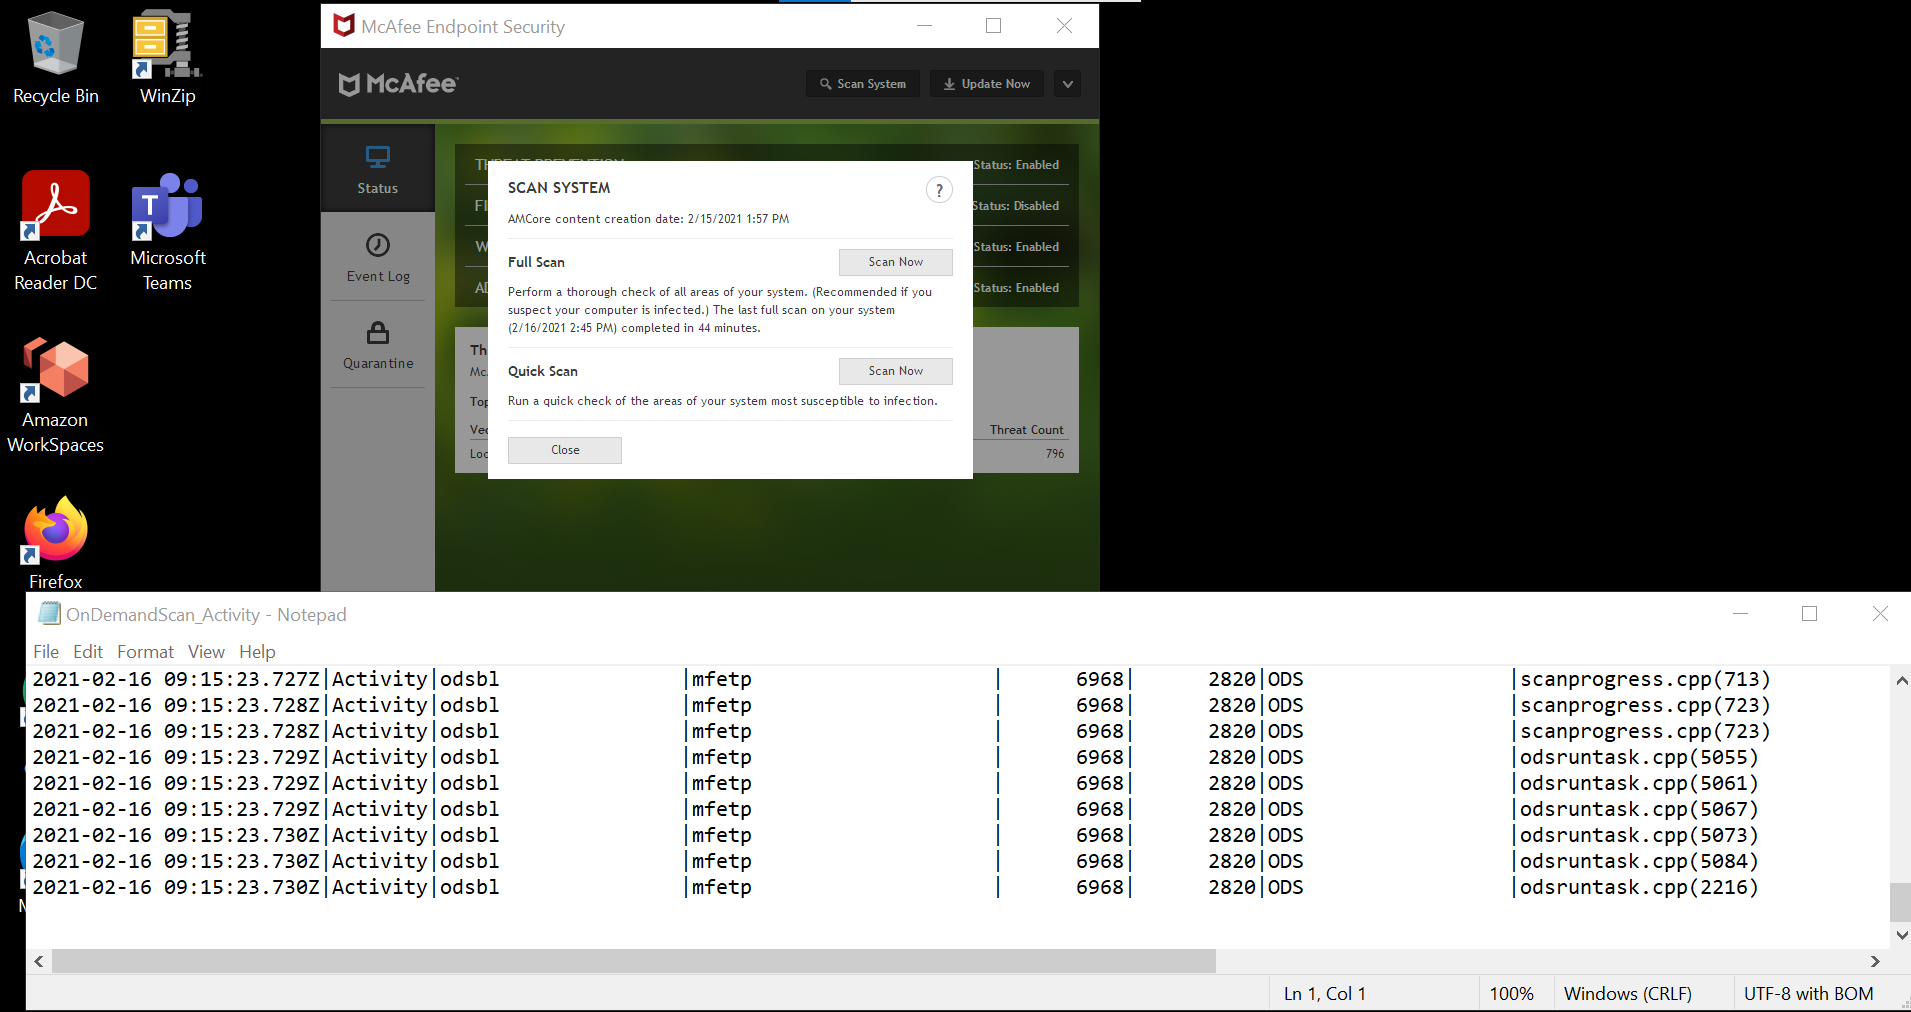 Recycle Bin
WinZip
Acrobat
Reader DC
Microsoft
Teams
Amazon
WorkSpaces
Firefox
McAfee Endpoint Security
McAfee
Scan System
Update Now
Status
Event Log
Quarantine
Status: Enabled
Status: Disabled
Status: Enabled
Status: Enabled
Threat Count
796
SCAN SYSTEM
?
AMCore content creation date: 2/15/2021 1:57 PM
Full Scan
Scan Now
Perform a thorough check of all areas of your system. (Recommended if you
suspect your computer is infected.) The last full scan on your system
(2/16/2021 2:45 PM) completed in 44 minutes.
Quick Scan
Scan Now
Run a quick check of the areas of your system most susceptible to infection.
Close
OnDemandScan_Activity - Notepad
File Edit Format View Help
2021-02-16 09:15:23.727Z|Activity|odsbl |mfetp | 6968| 2820|ODS |scanprogress.cpp(713)
2021-02-16 09:15:23.728Z|Activity|odsbl |mfetp | 6968| 2820|ODS |scanprogress.cpp(723)
2021-02-16 09:15:23.728Z|Activity|odsbl |mfetp | 6968| 2820|ODS |scanprogress.cpp(723)
2021-02-16 09:15:23.729Z|Activity|odsbl |mfetp | 6968| 2820|ODS |odsruntask.cpp(5055)
2021-02-16 09:15:23.729Z|Activity|odsbl |mfetp | 6968| 2820|ODS |odsruntask.cpp(5061)
2021-02-16 09:15:23.729Z|Activity|odsbl |mfetp | 6968| 2820|ODS |odsruntask.cpp(5067)
2021-02-16 09:15:23.730Z|Activity|odsbl |mfetp | 6968| 2820|ODS |odsruntask.cpp(5073)
2021-02-16 09:15:23.730Z|Activity|odsbl |mfetp | 6968| 2820|ODS |odsruntask.cpp(5084)
2021-02-16 09:15:23.730Z|Activity|odsbl |mfetp | 6968| 2820|ODS |odsruntask.cpp(2216)
Ln 1, Col 1
100%
Windows (CRLF)
UTF-8 with BOM